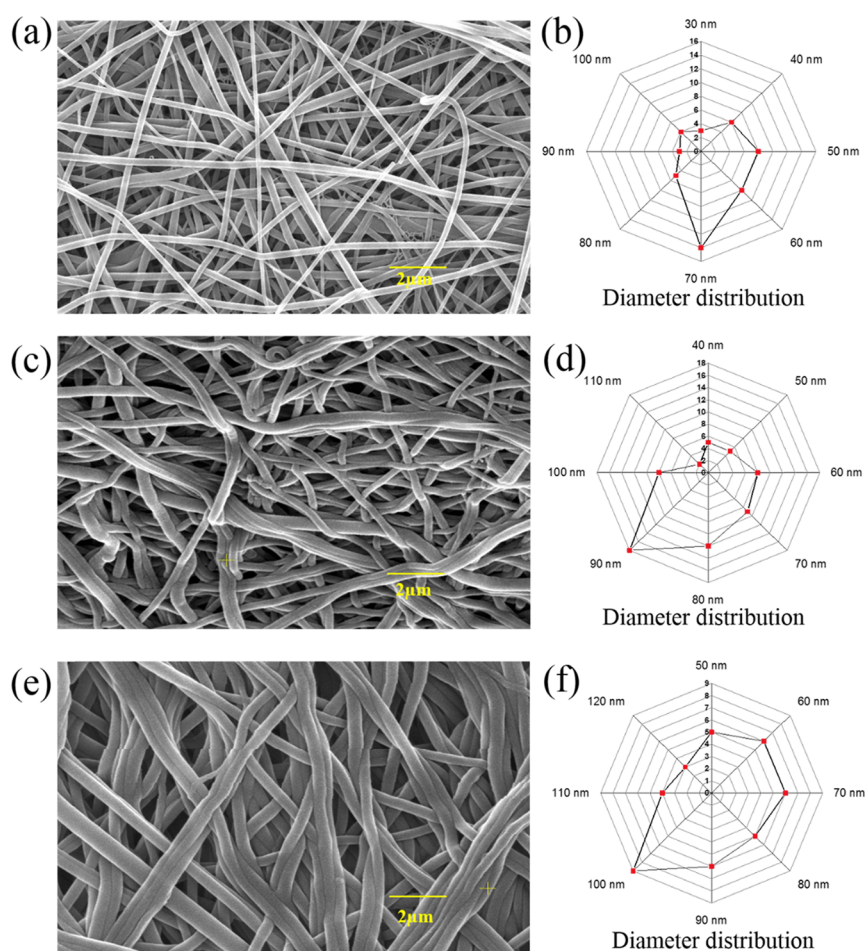 (a)
2μm
(b)
30 nm
40 nm
50 nm
60 nm
70 nm
80 nm
90 nm
100 nm
16
14
12
10
8
6
4
2
0
Diameter distribution
(c)
2μm
(d)
40 nm
50 nm
60 nm
70 nm
80 nm
90 nm
100 nm
110 nm
18
16
14
12
10
8
6
4
2
0
Diameter distribution
(e)
2μm
(f)
50 nm
60 nm
70 nm
80 nm
90 nm
100 nm
110 nm
120 nm
9
8
7
6
5
4
3
2
1
0
Diameter distribution